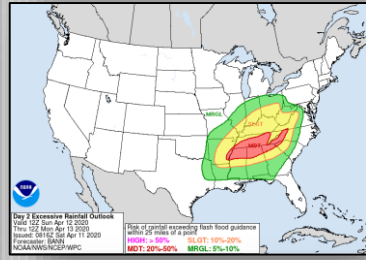 MRGL
SLGT
MDT
NOAA
Day 2 Excessive Rainfall Outlook
Valid 12Z Sun Apr 12 2020
Thru 12Z Mon Apr 13 2020
Issued: 0816Z Sat Apr 11 2020
Forecaster: BANN
NOAA/NWS/NCEP/WPC
Risk of rainfall exceeding flash flood guidance
within 25 miles of a point
HIGH: > 50% SLGT: 10%-20%
MDT: 20%-50% MRGL: 5%-10%